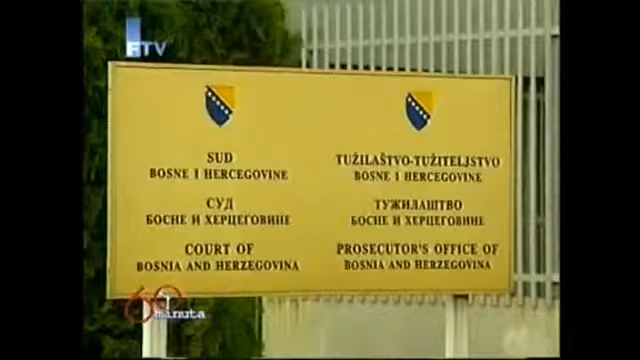 FTV
SUD
BOSNE I HERCEGOVINE
СУД
БОСНЕ И ХЕРЦЕГОВИНЕ
COURT OF
BOSNIA AND HERZEGOVINA
TUŽILAŠTVO-TUŽITELJSTVO
BOSNE I HERCEGOVINE
ТУЖИЛАШТВО
БОСНЕ И ХЕРЦЕГОВИНЕ
PROSECUTOR'S OFFICE OF
BOSNIA AND HERZEGOVINA
60 minuta